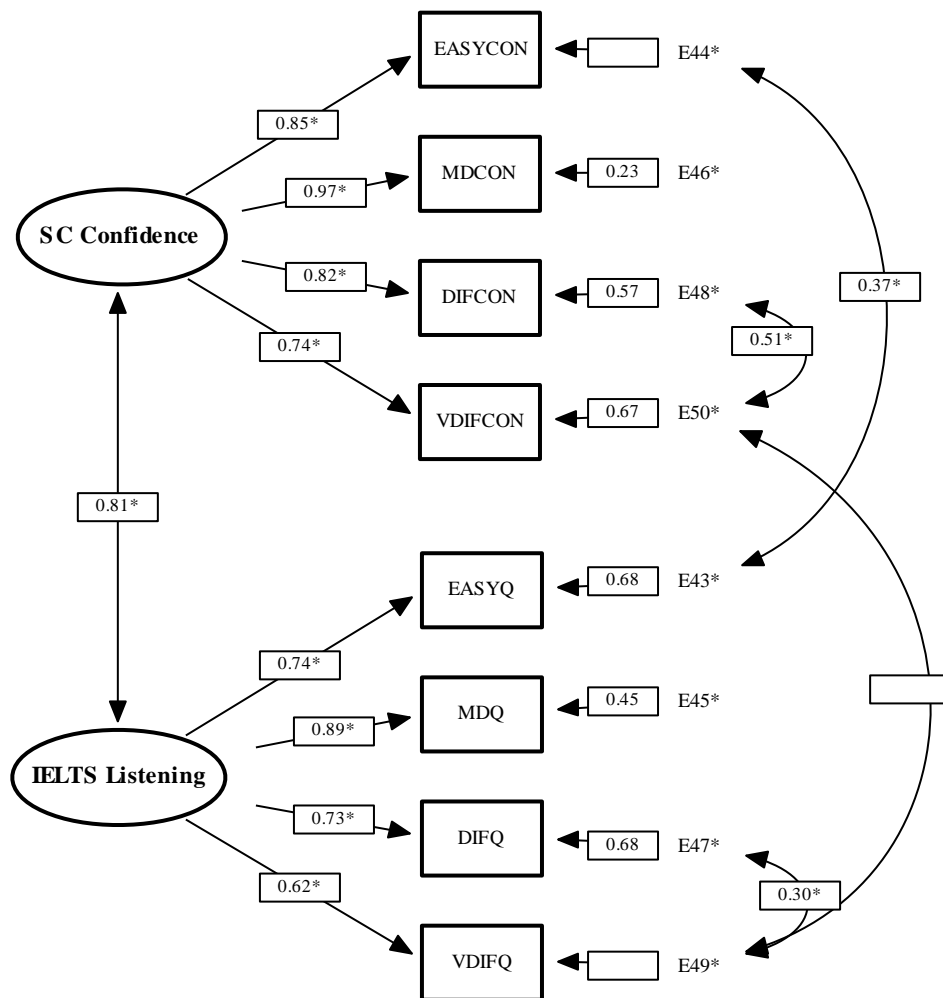 EASYCON
E44*
0.85*
MDCON
0.23
E46*
0.97*
SC Confidence
DIFCON
0.57
E48*
0.82*
0.37*
0.51*
0.74*
VDIFCON
0.67
E50*
0.81*
EASYQ
0.68
E43*
0.74*
MDQ
0.45
E45*
0.89*
IELTS Listening
DIFQ
0.68
E47*
0.73*
0.62*
0.30*
VDIFQ
E49*